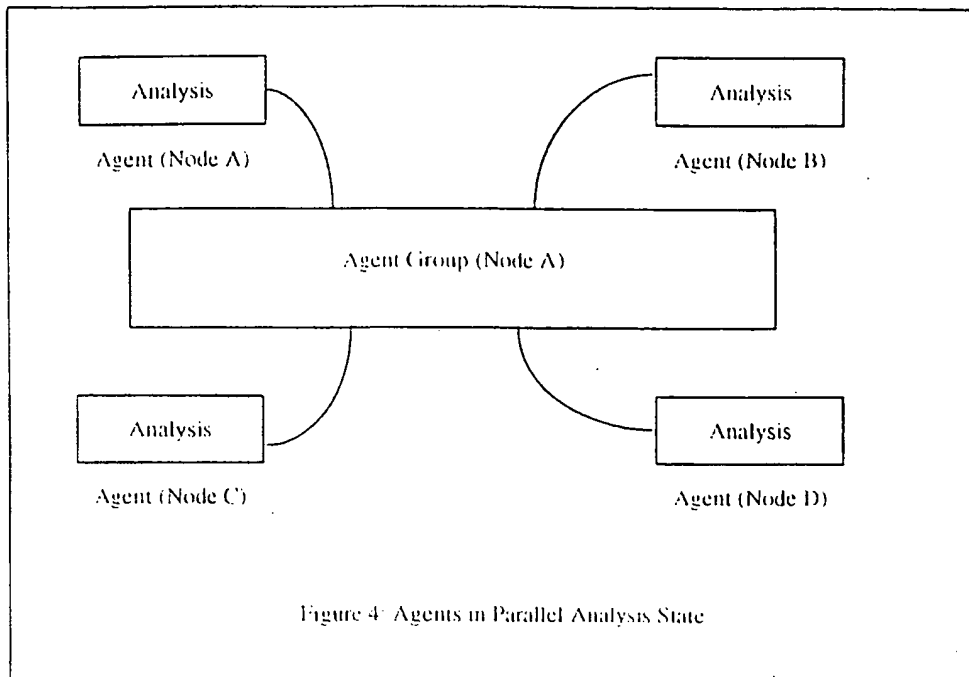 Analysis
Analysis
Agent (Node A)
Agent (Node B)
Agent Group (Node A)
Analysis
Analysis
Agent (Node C)
Agent (Node D)
Figure 4: Agents in Parallel Analysis State